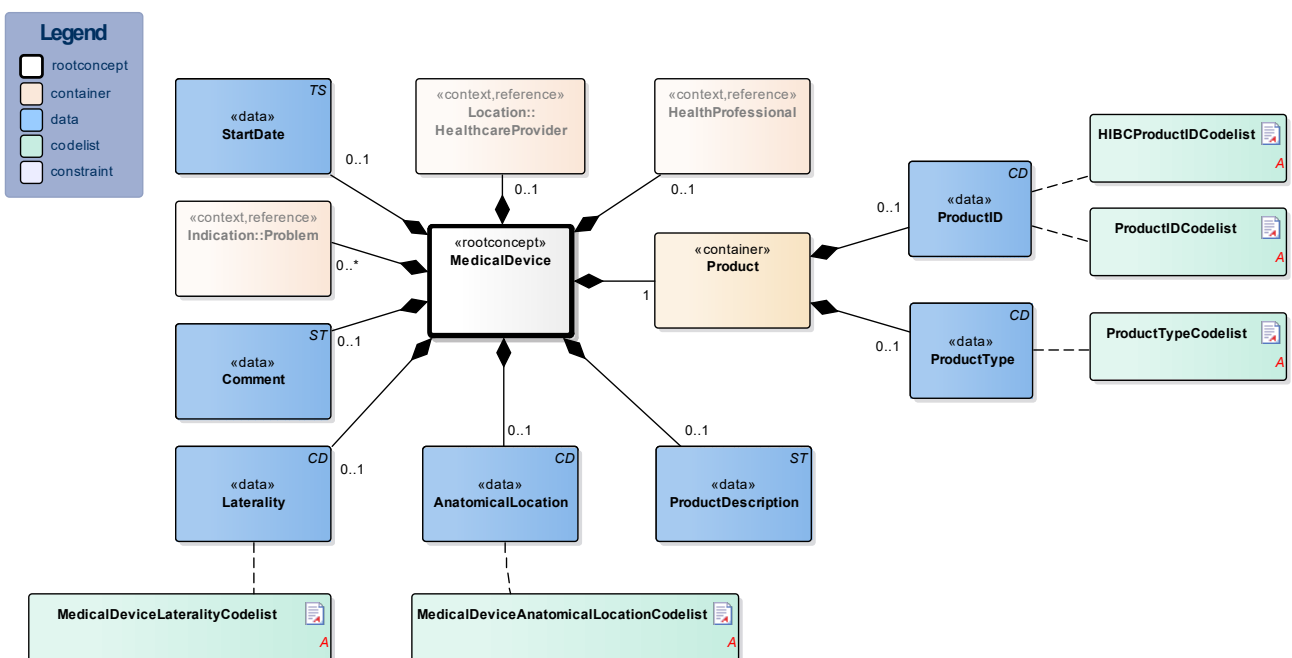 Legend
rootconcept
container
data
codelist
constraint
TS
«data»
StartDate
0..1
«context,reference»
Location::
HealthcareProvider
0..1
«context,reference»
HealthProfessional
0..1
«context,reference»
Indication::Problem
0..*
«rootconcept»
MedicalDevice
«container»
Product
1
CD
«data»
ProductID
0..1
HIBCProductIDCodelist
A
ProductIDCodelist
A
CD
«data»
ProductType
0..1
ProductTypeCodelist
A
ST
«data»
Comment
0..1
CD
«data»
Laterality
0..1
CD
«data»
AnatomicalLocation
0..1
ST
«data»
ProductDescription
0..1
MedicalDeviceLateralityCodelist
A
MedicalDeviceAnatomicalLocationCodelist
A